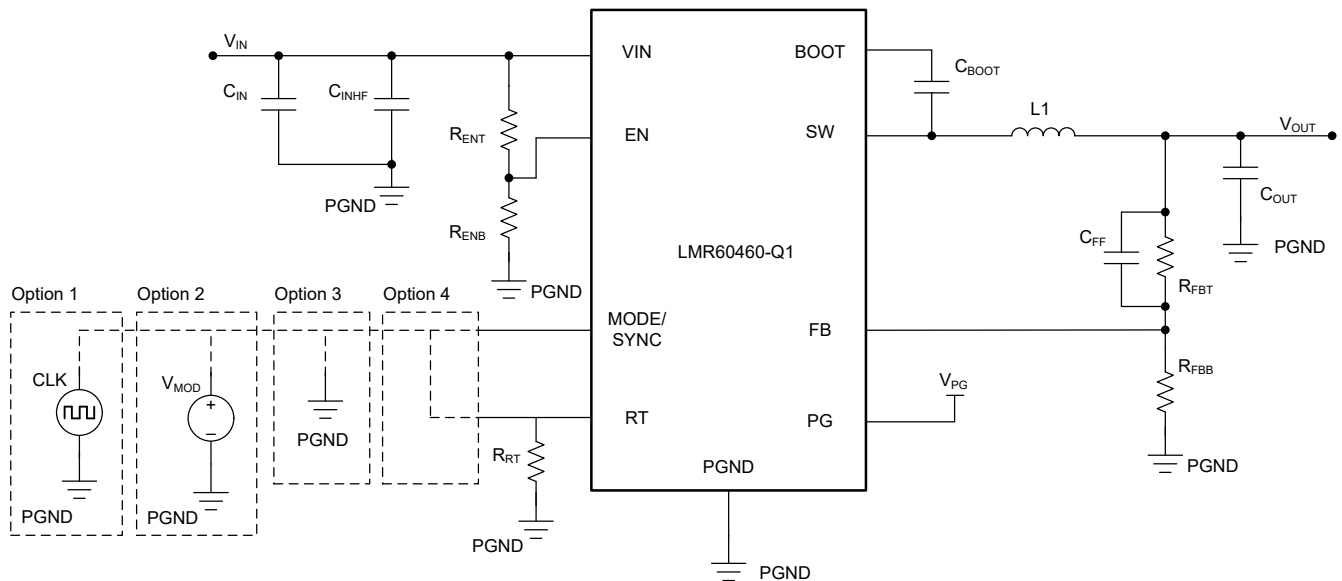 V_IN
VIN
BOOT
C_IN
C_INHF
C_BOOT
L1
R_ENT
EN
SW
V_OUT
PGND
C_OUT
R_ENB
LMR60460-Q1
C_FF
R_FBT
PGND
PGND
Option 1
Option 2
Option 3
Option 4
MODE/
SYNC
FB
CLK
V_MOD
+
−
R_FBB
V_PG
PGND
RT
PG
R_RT
PGND
PGND
PGND
PGND
PGND
PGND